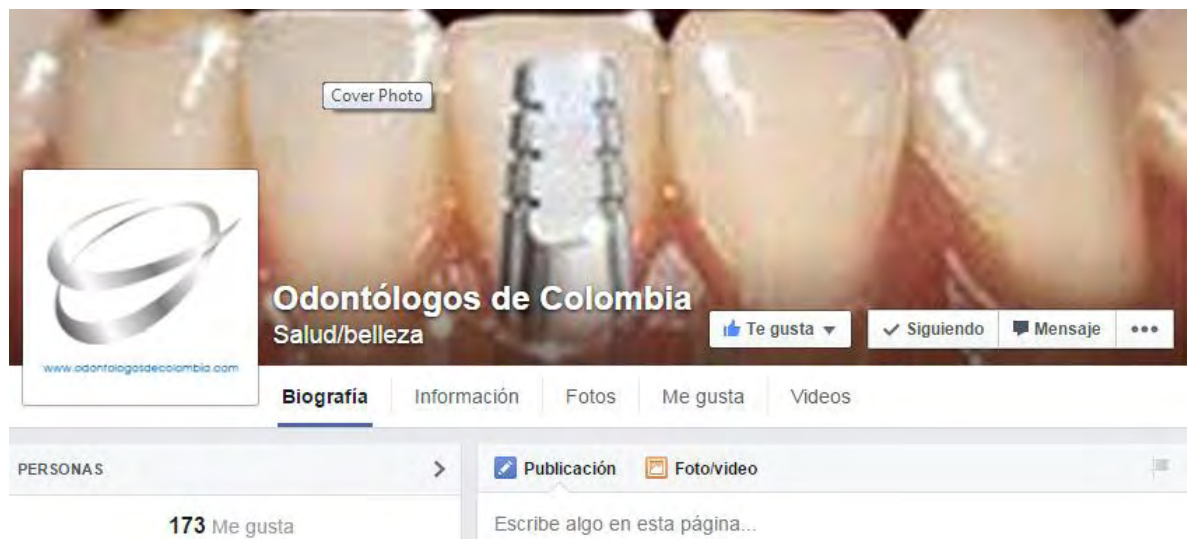 Cover Photo
www.odontologosdecolombia.com
Odontólogos de Colombia
Salud/belleza
Te gusta
Siguiendo
Mensaje
Biografía
Información
Fotos
Me gusta
Videos
PERSONAS
173 Me gusta
Publicación
Foto/video
Escribe algo en esta página...